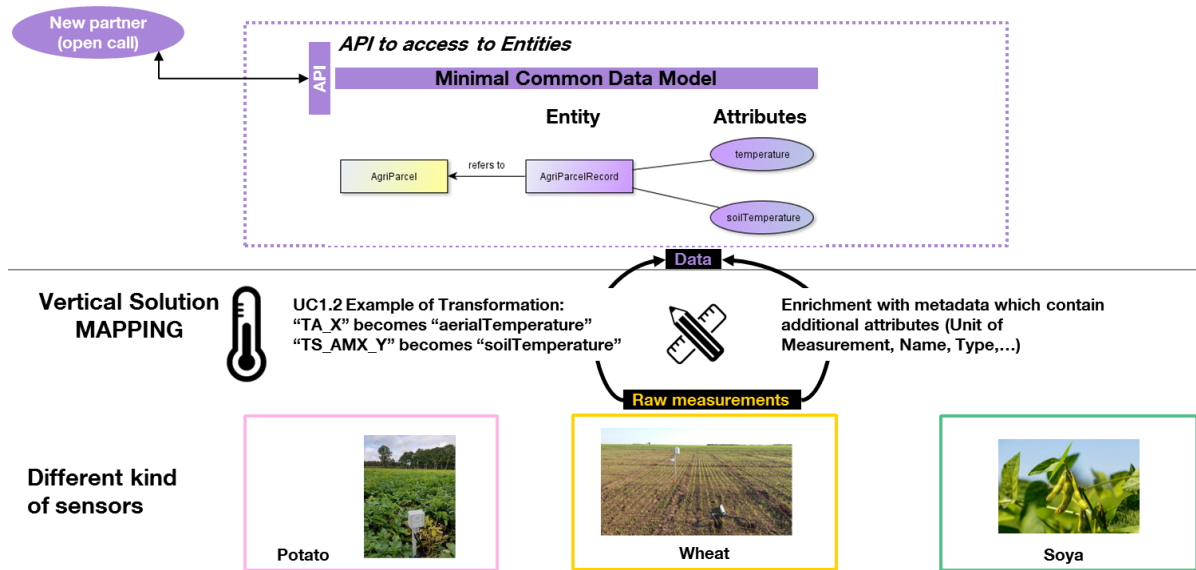 New partner
(open call)
API
API to access to Entities
Minimal Common Data Model
Entity
Attributes
AgriParcel
refers to
AgriParcelRecord
temperature
soilTemperature
Data
Vertical Solution
MAPPING
UC1.2 Example of Transformation:
“TA_X” becomes “aerialTemperature”
“TS_AMX_Y” becomes “soilTemperature”
Enrichment with metadata which contain
additional attributes (Unit of
Measurement, Name, Type,…)
Raw measurements
Different kind
of sensors
Potato
Wheat
Soya